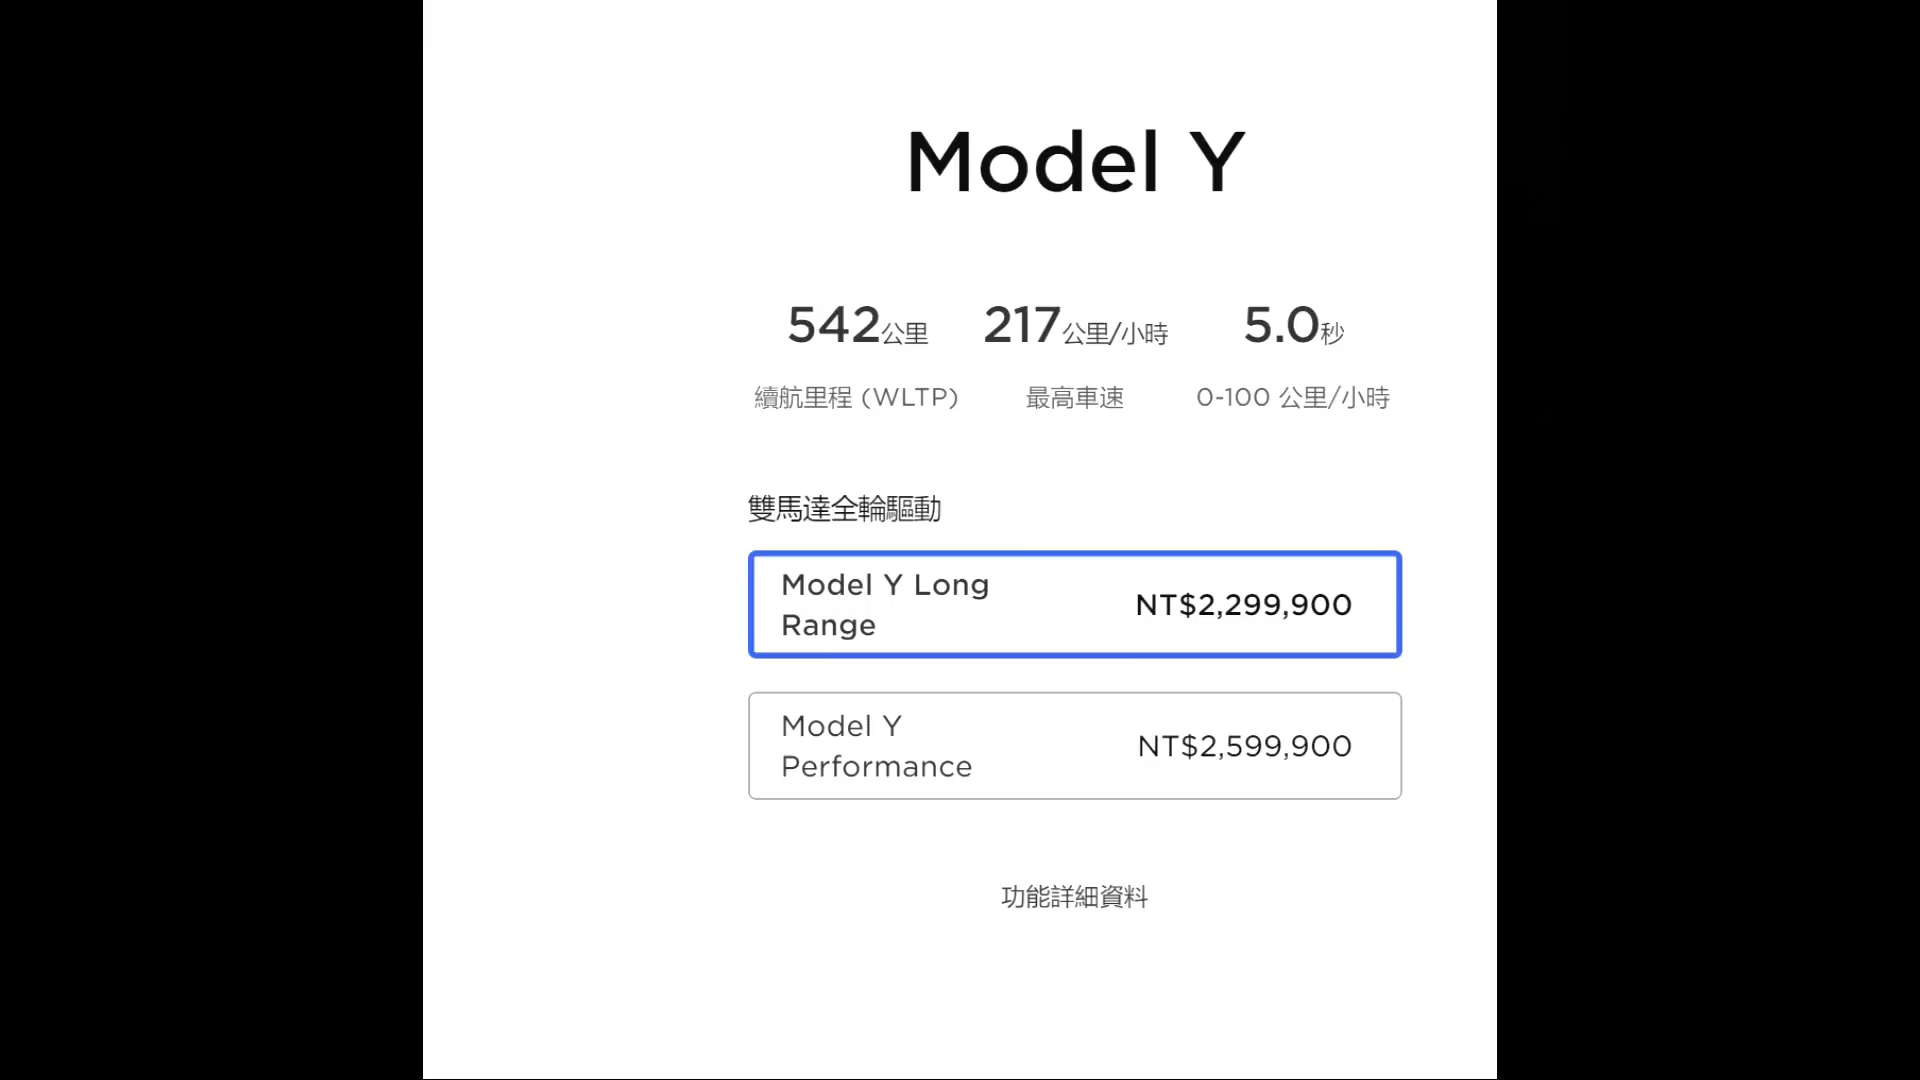 Model Y
542公里 217公里/小時 5.0秒
續航里程 (WLTP) 最高車速 0-100 公里/小時
雙馬達全輪驅動
Model Y Long
Range
NT$2,299,900
Model Y
Performance
NT$2,599,900
功能詳細資料